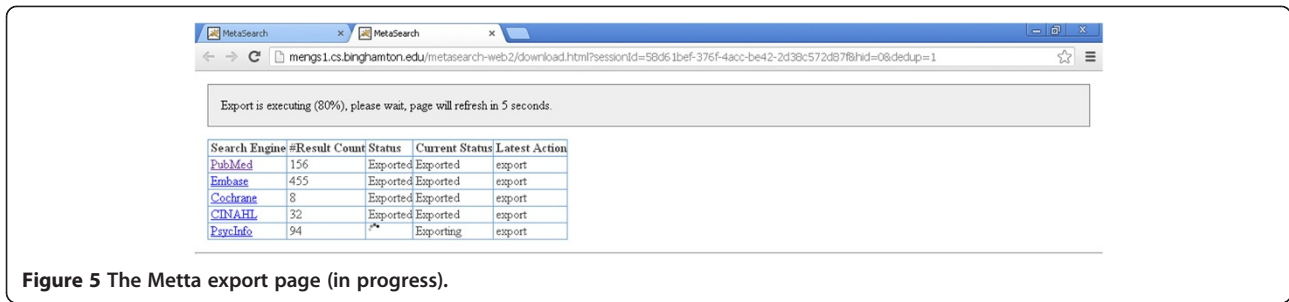 MetaSearch × MetaSearch ×
mengs1.cs.binghamton.edu/metasearch-web2/download.html?sessionId=58d61bef-376f-4acc-be42-2d38c572d87f&hid=0&dedup=1
Export is executing (80%), please wait, page will refresh in 5 seconds.
Search Engine #Result Count Status Current Status Latest Action
PubMed 156 Exported Exported export
Embase 455 Exported Exported export
Cochrane 8 Exported Exported export
CINAHL 32 Exported Exported export
PsycInfo 94 Exporting export
Figure 5 The Metta export page (in progress).